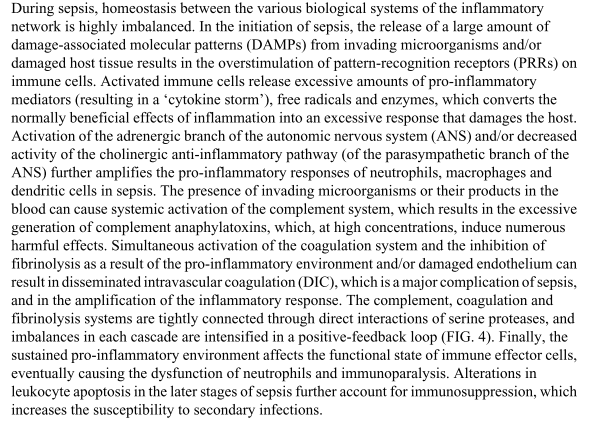 During sepsis, homeostasis between the various biological systems of the inflammatory
network is highly imbalanced. In the initiation of sepsis, the release of a large amount of
damage-associated molecular patterns (DAMPs) from invading microorganisms and/or
damaged host tissue results in the overstimulation of pattern-recognition receptors (PRRs) on
immune cells. Activated immune cells release excessive amounts of pro-inflammatory
mediators (resulting in a ‘cytokine storm’), free radicals and enzymes, which converts the
normally beneficial effects of inflammation into an excessive response that damages the host.
Activation of the adrenergic branch of the autonomic nervous system (ANS) and/or decreased
activity of the cholinergic anti-inflammatory pathway (of the parasympathetic branch of the
ANS) further amplifies the pro-inflammatory responses of neutrophils, macrophages and
dendritic cells in sepsis. The presence of invading microorganisms or their products in the
blood can cause systemic activation of the complement system, which results in the excessive
generation of complement anaphylatoxins, which, at high concentrations, induce numerous
harmful effects. Simultaneous activation of the coagulation system and the inhibition of
fibrinolysis as a result of the pro-inflammatory environment and/or damaged endothelium can
result in disseminated intravascular coagulation (DIC), which is a major complication of sepsis,
and in the amplification of the inflammatory response. The complement, coagulation and
fibrinolysis systems are tightly connected through direct interactions of serine proteases, and
imbalances in each cascade are intensified in a positive-feedback loop (FIG. 4). Finally, the
sustained pro-inflammatory environment affects the functional state of immune effector cells,
eventually causing the dysfunction of neutrophils and immunoparalysis. Alterations in
leukocyte apoptosis in the later stages of sepsis further account for immunosuppression, which
increases the susceptibility to secondary infections.